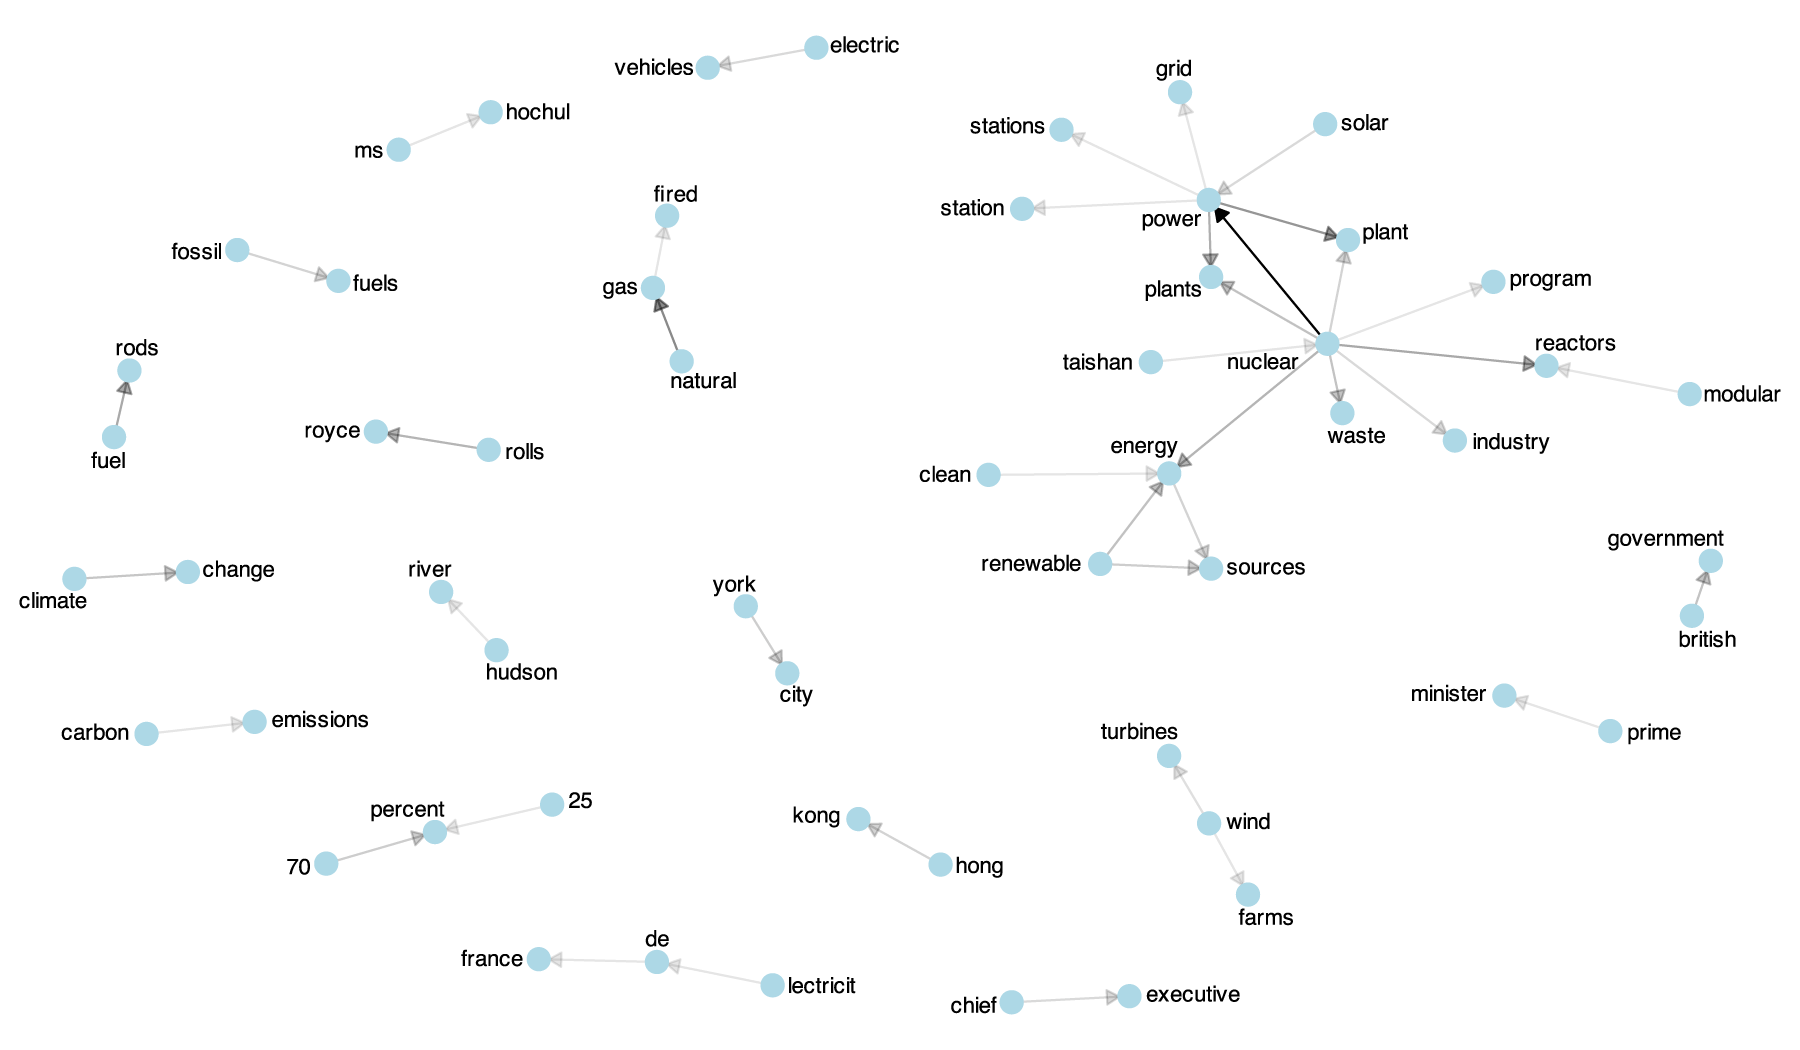 electric
vehicles
grid
hochul
stations
solar
ms
fired
station
power
plant
fossil
fuels
gas
plants
program
rods
taishan
nuclear
reactors
natural
modular
royce
rolls
energy
waste
industry
fuel
clean
government
river
change
renewable
sources
climate
york
british
hudson
city
minister
carbon
emissions
turbines
prime
percent
25
kong
wind
70
hong
farms
de
france
lectricit
chief
executive